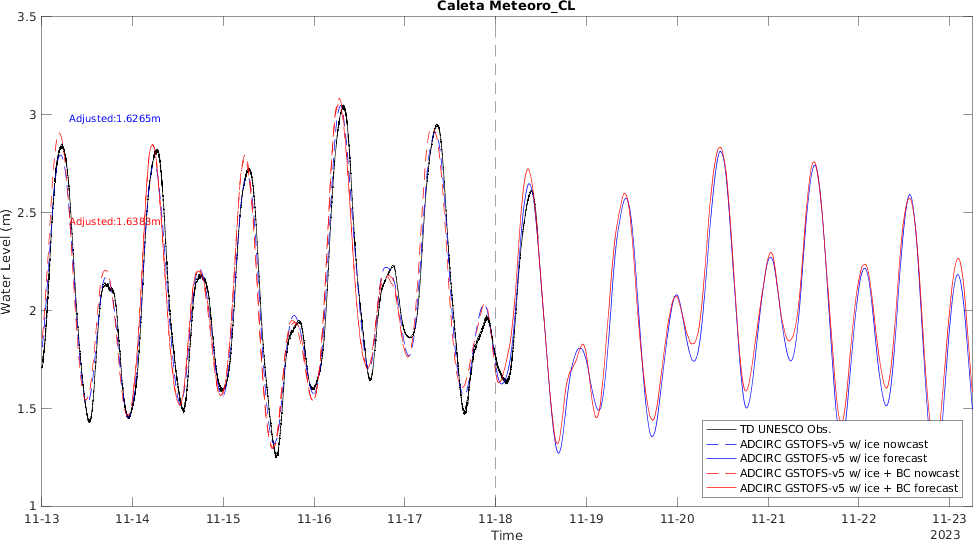 Caleta Meteoro_CL
3.5
3
2.5
2
1.5
1
Water Level (m)
Adjusted:1.6265m
Adjusted:1.6383m
TD UNESCO Obs.
ADCIRC GSTOFS-v5 w/ ice nowcast
ADCIRC GSTOFS-v5 w/ ice forecast
ADCIRC GSTOFS-v5 w/ ice + BC nowcast
ADCIRC GSTOFS-v5 w/ ice + BC forecast
11-13 11-14 11-15 11-16 11-17 11-18 11-19 11-20 11-21 11-22 11-23
Time
2023